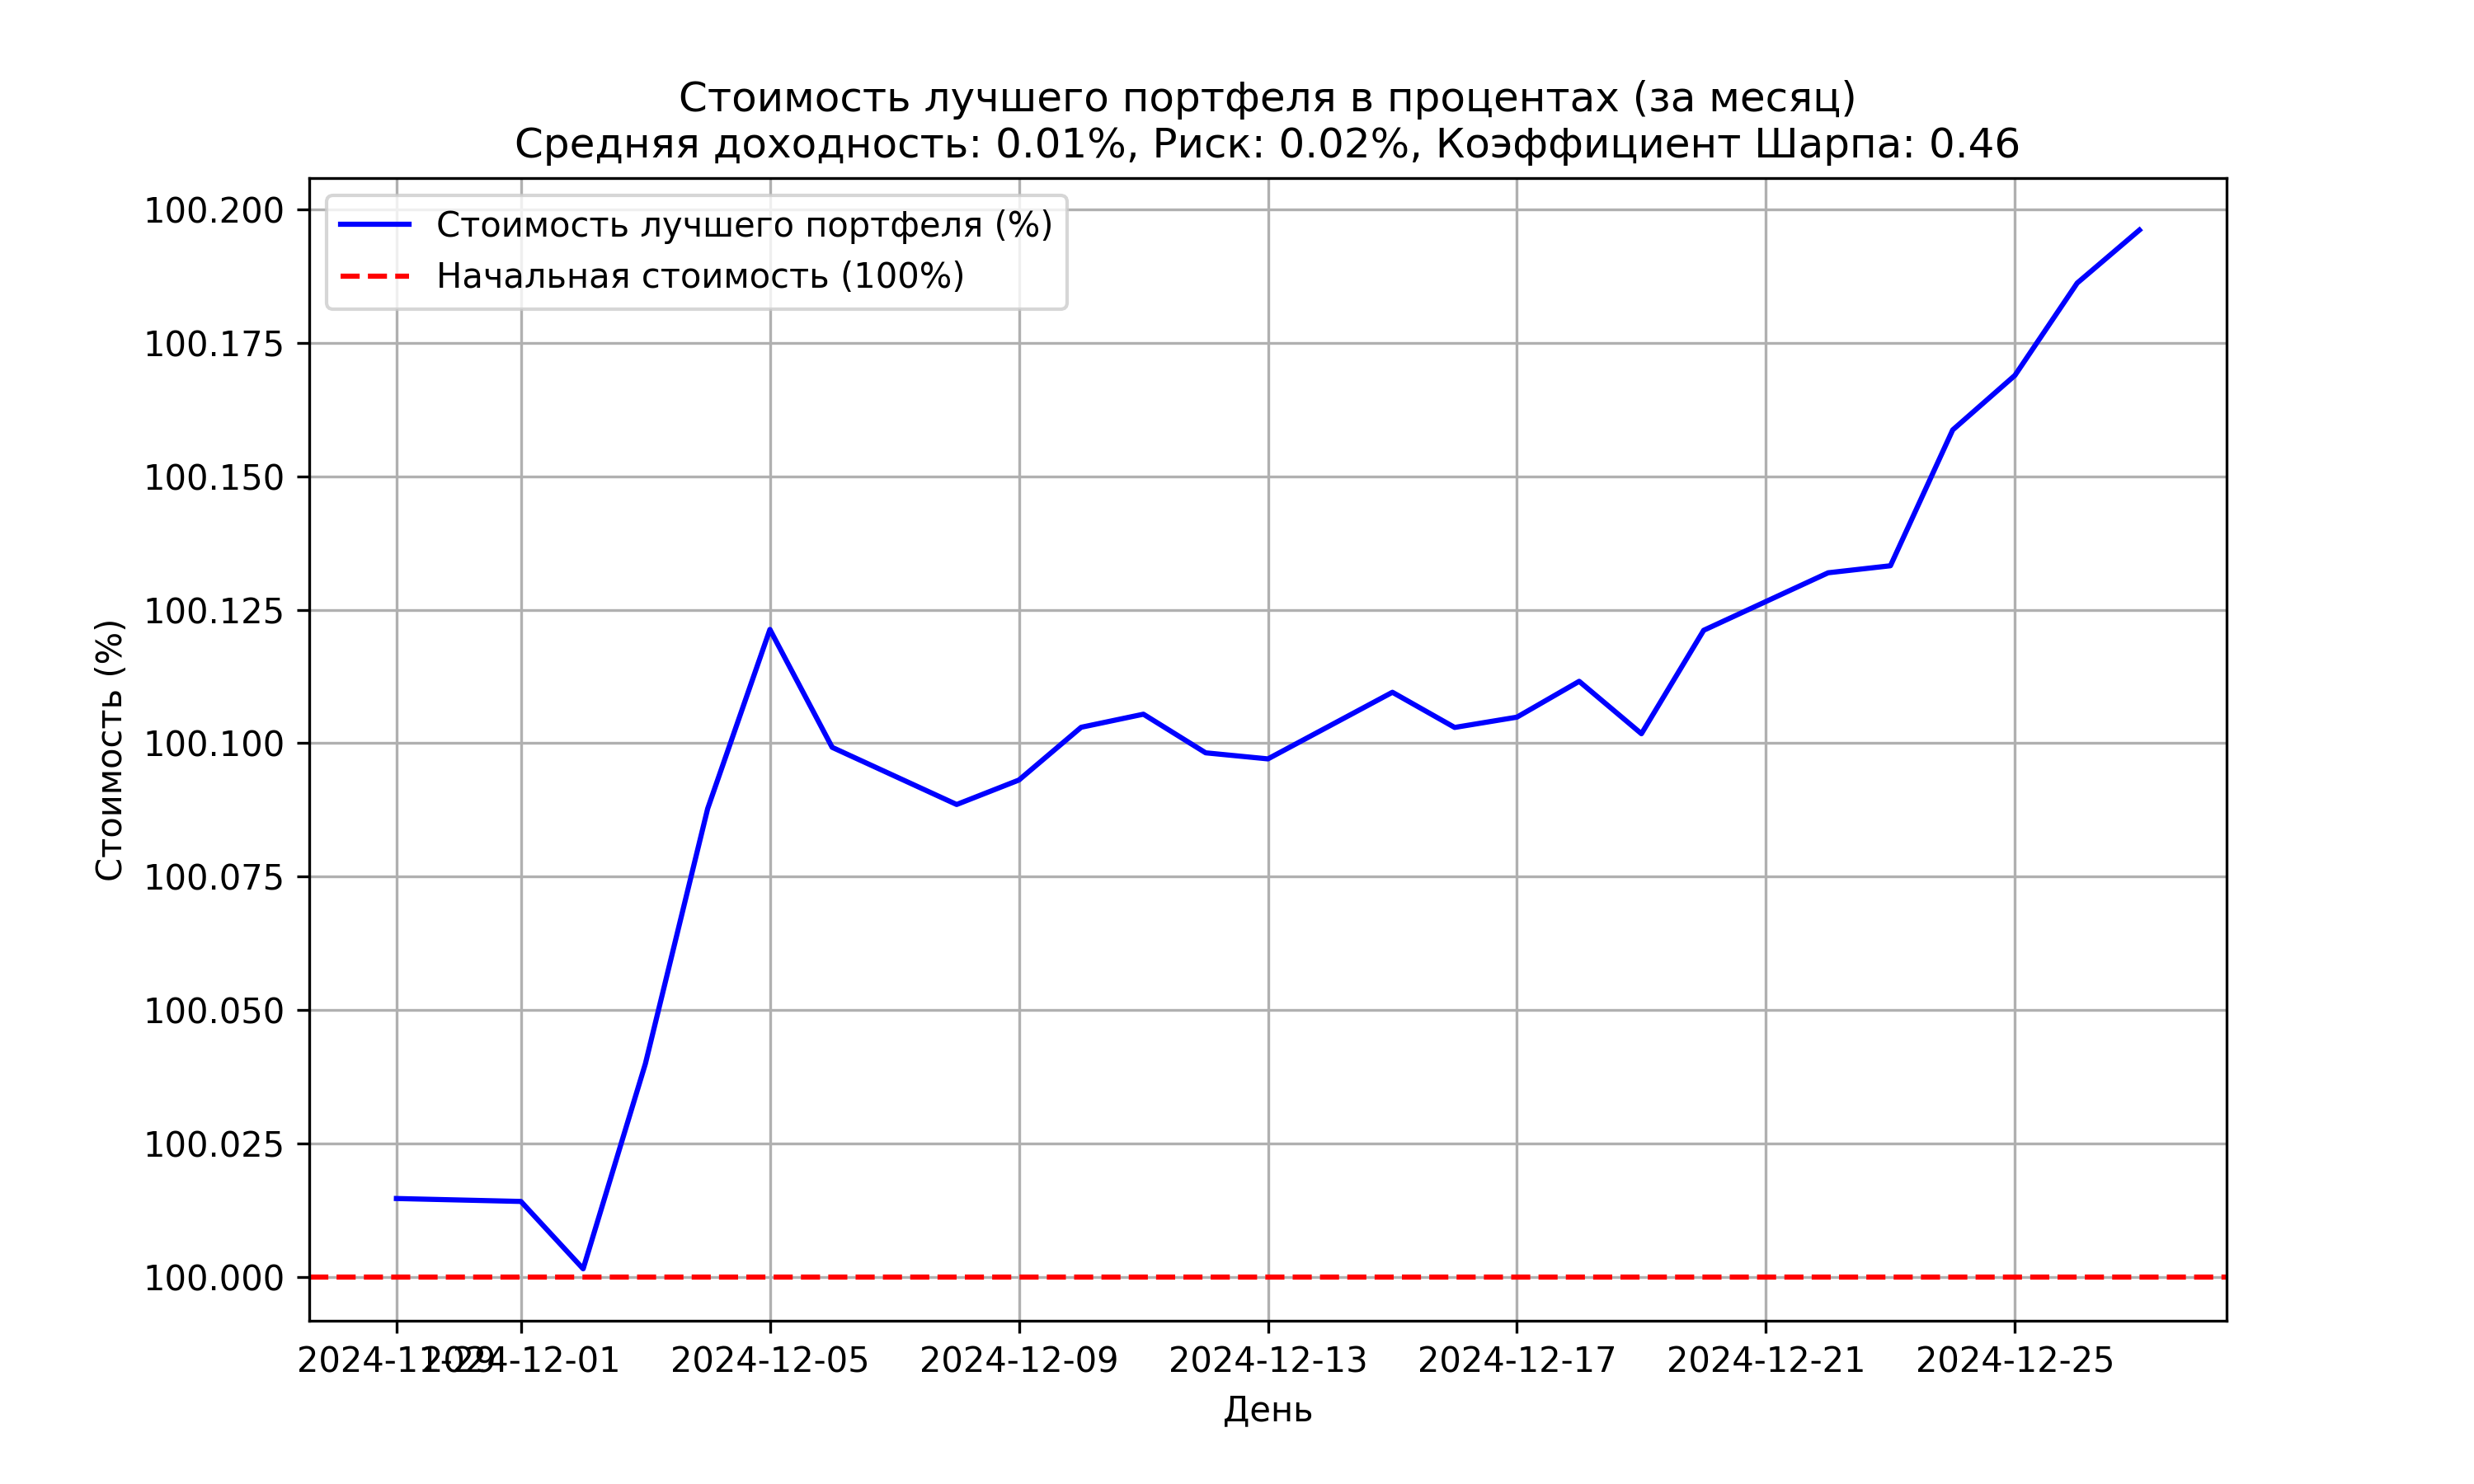 Стоимость лучшего портфеля в процентах (за месяц)
Средняя доходность: 0.01%, Риск: 0.02%, Коэффициент Шарпа: 0.46
Стоимость лучшего портфеля (%)
Начальная стоимость (100%)
Стоимость (%)
100.200
100.175
100.150
100.125
100.100
100.075
100.050
100.025
100.000
2024-11-29 2024-12-01 2024-12-05 2024-12-09 2024-12-13 2024-12-17 2024-12-21 2024-12-25
День